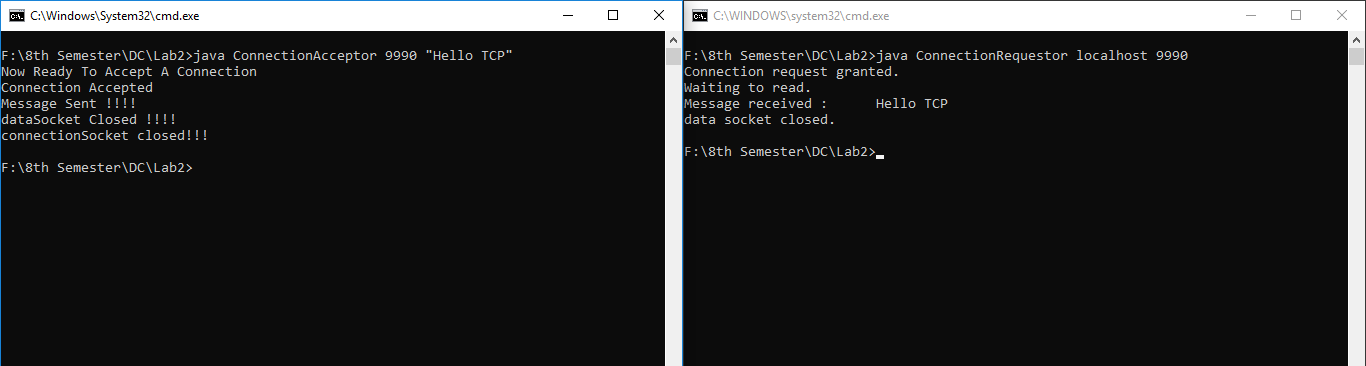 C:\Windows\System32\cmd.exe
F:\8th Semester\DC\Lab2>java ConnectionAcceptor 9990 "Hello TCP"
Now Ready To Accept A Connection
Connection Accepted
Message Sent !!!!
dataSocket Closed !!!!
connectionSocket closed!!!
F:\8th Semester\DC\Lab2>
C:\WINDOWS\system32\cmd.exe
F:\8th Semester\DC\Lab2>java ConnectionRequestor localhost 9990
Connection request granted.
Waiting to read.
Message received :      Hello TCP
data socket closed.
F:\8th Semester\DC\Lab2>